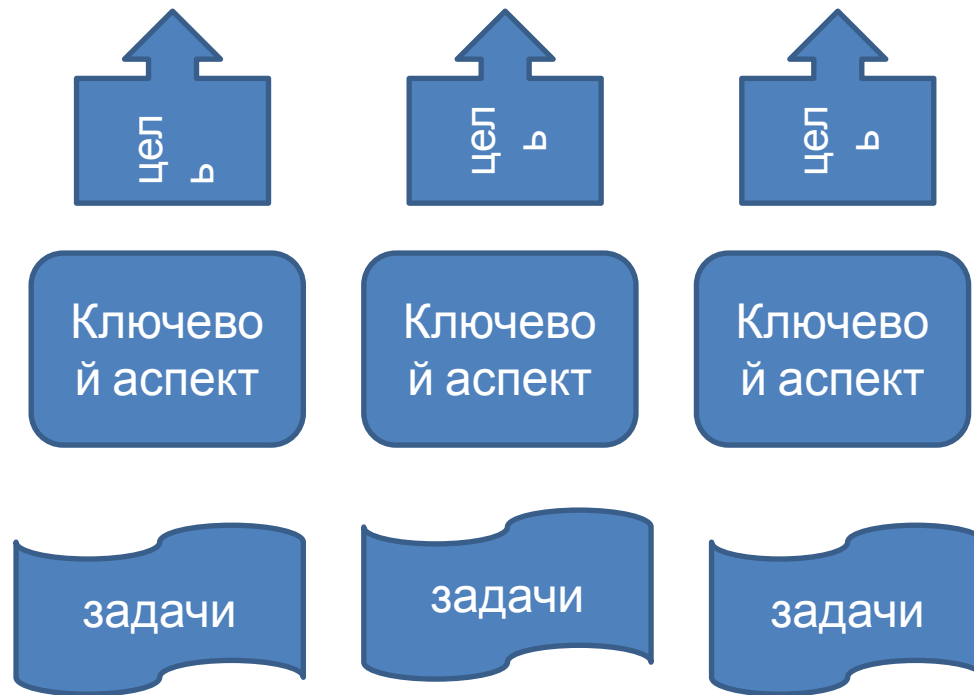 цел
ь
цел
ь
цел
ь
Ключево
й аспект
Ключево
й аспект
Ключево
й аспект
задачи
задачи
задачи